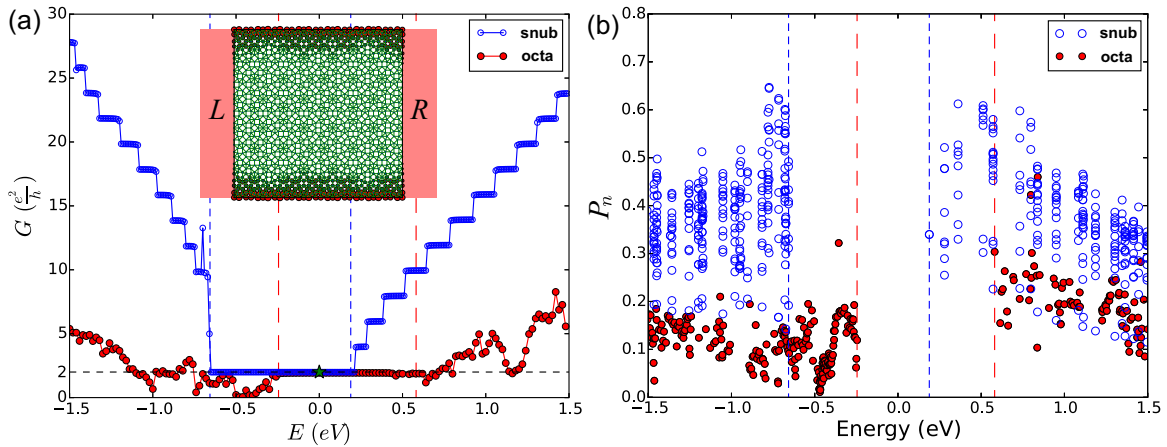 (a)
snub
octa
L
R
30
25
20
15
10
5
2
0
G (e²/h)
−1.5 −1.0 −0.5 0.0 0.5 1.0 1.5
E (eV)
(b)
snub
octa
0.8
0.7
0.6
0.5
0.4
0.3
0.2
0.1
0.0
Pₙ
−1.5 −1.0 −0.5 0.0 0.5 1.0 1.5
Energy (eV)